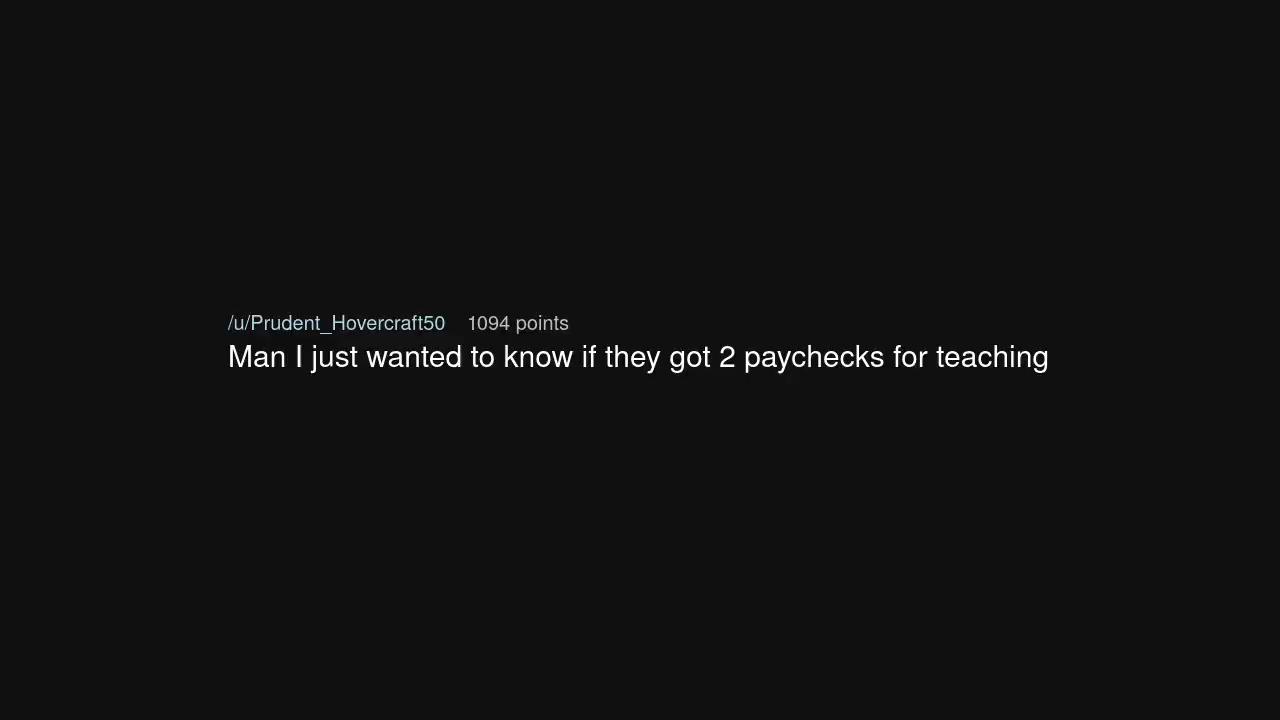 /u/Prudent_Hovercraft50 1094 points
Man I just wanted to know if they got 2 paychecks for teaching